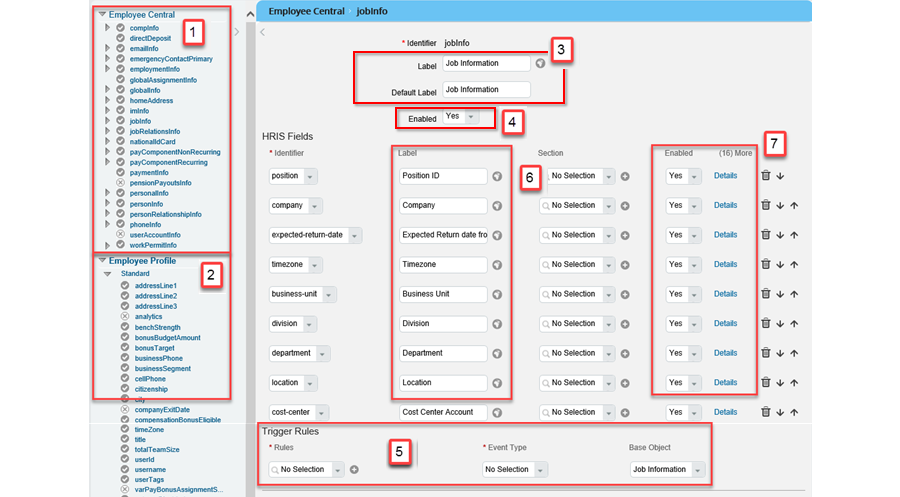 Employee Central
1
compInfo
directDeposit
emailInfo
emergencyContactPrimary
employmentInfo
globalAssignmentInfo
globalInfo
homeAddress
imInfo
jobInfo
jobRelationsInfo
nationalIdCard
payComponentNonRecurring
payComponentRecurring
paymentInfo
pensionPayoutsInfo
personalInfo
personInfo
personRelationshipInfo
phoneInfo
userAccountInfo
workPermitInfo
Employee Profile
2
Standard
addressLine1
addressLine2
addressLine3
analytics
benchStrength
bonusBudgetAmount
bonusTarget
businessPhone
businessSegment
cellPhone
citizenship
city
companyExitDate
compensationBonusEligible
timeZone
title
totalTeamSize
userId
username
userTags
varPayBonusAssignmentS...
Employee Central jobInfo
* Identifier jobInfo
3
Label Job Information
Default Label Job Information
Enabled Yes
4
HRIS Fields
* Identifier Label Section Enabled (16) More
7
position Position ID 6 No Selection Yes Details
company Company No Selection Yes Details
expected-return-date Expected Return date fro No Selection Yes Details
timezone Timezone No Selection Yes Details
business-unit Business Unit No Selection Yes Details
division Division No Selection Yes Details
department Department No Selection Yes Details
location Location No Selection Yes Details
cost-center Cost Center Account No Selection Yes Details
Trigger Rules
* Rules 5 * Event Type Base Object
No Selection No Selection Job Information